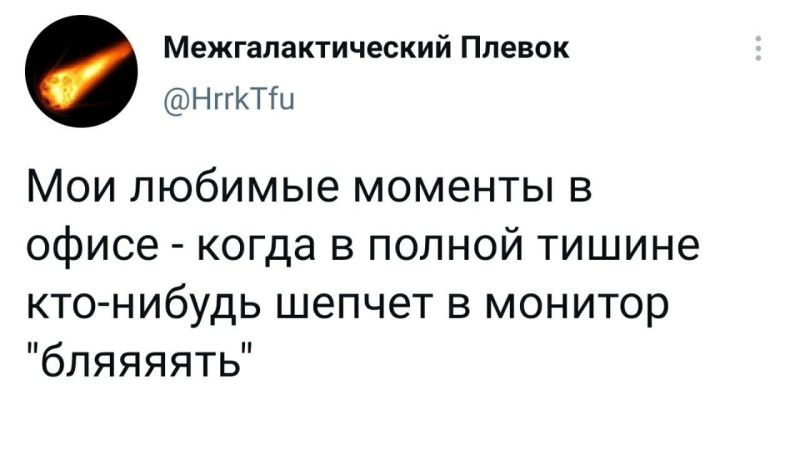 Межгалактический Плевок
@HrrkTfu
Мои любимые моменты в
офисе - когда в полной тишине
кто-нибудь шепчет в монитор
"бляяяять"